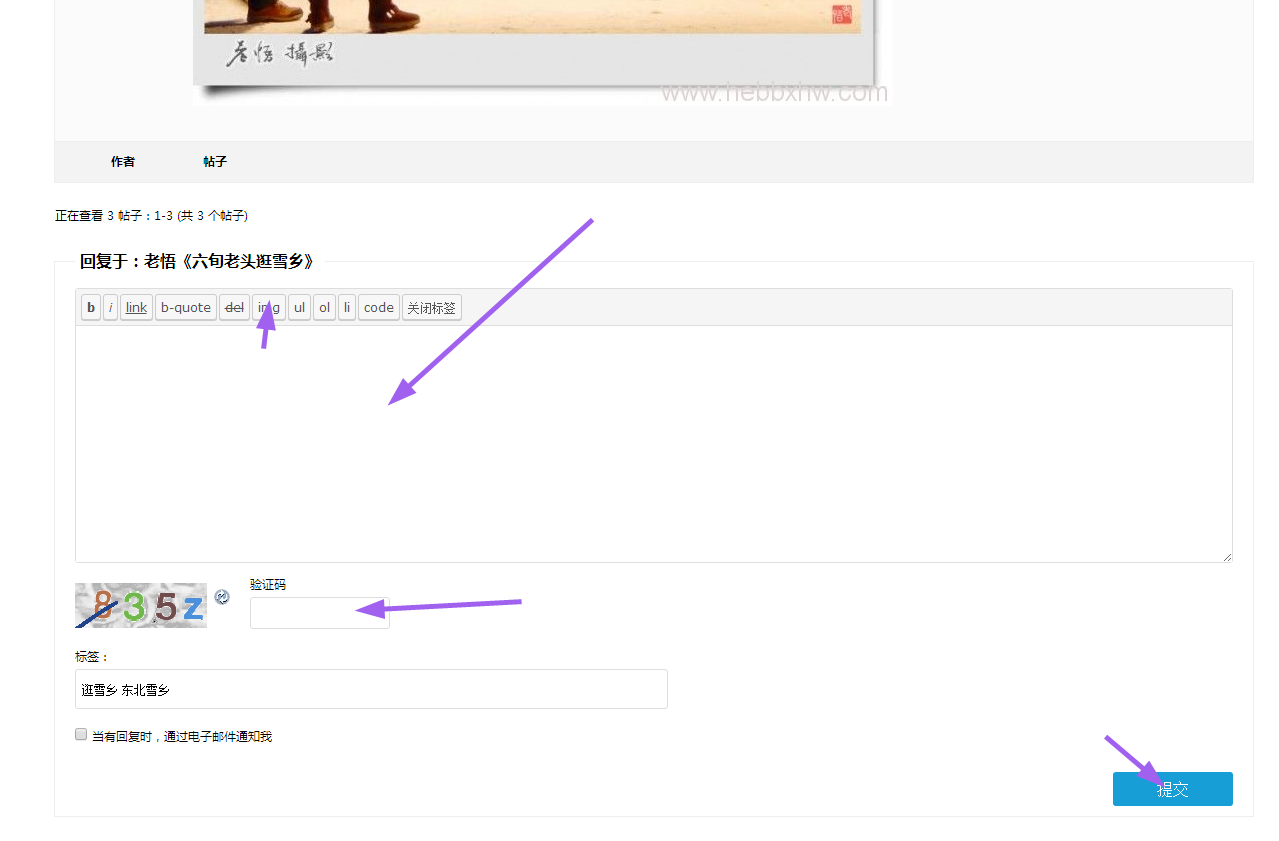 老悟 攝影
www.hebbxhw.com
作者 帖子
正在查看 3 帖子：1-3 (共 3 个帖子)
回复于：老悟《六旬老头逛雪乡》
b i link b-quote del img ul ol li code 关闭标签
验证码
835z
标签：
逛雪乡 东北雪乡
当有回复时，通过电子邮件通知我
提交